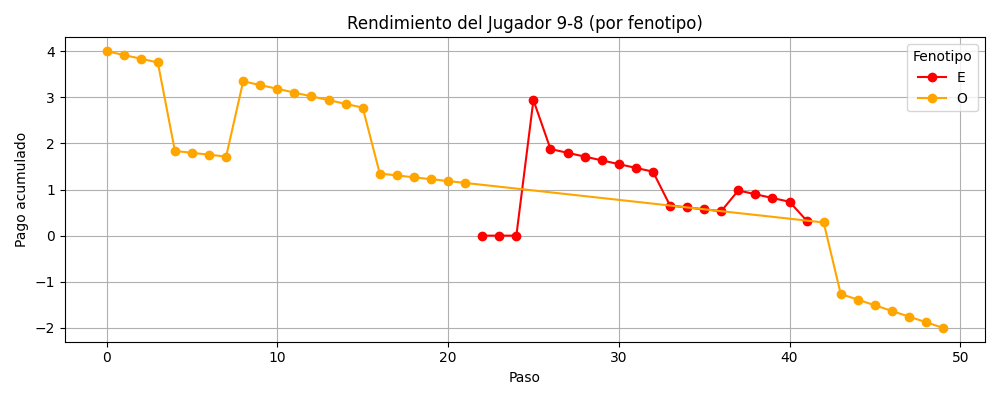 Rendimiento del Jugador 9-8 (por fenotipo)
Pago acumulado
4
3
2
1
0
−1
−2
0
10
20
30
40
50
Paso
Fenotipo
E
O